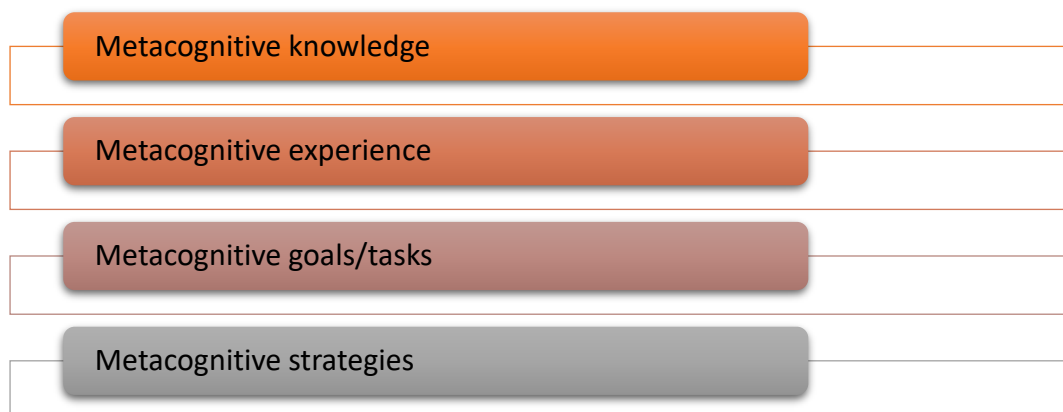 Metacognitive knowledge
Metacognitive experience
Metacognitive goals/tasks
Metacognitive strategies